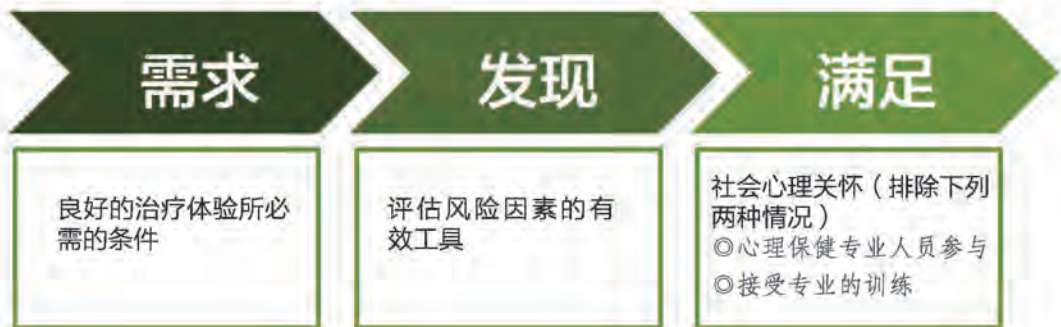 需求
发现
满足
良好的治疗体验所必
需的条件
评估风险因素的有
效工具
社会心理关怀（排除下列
两种情况）
◎心理保健专业人员参与
◎接受专业的训练